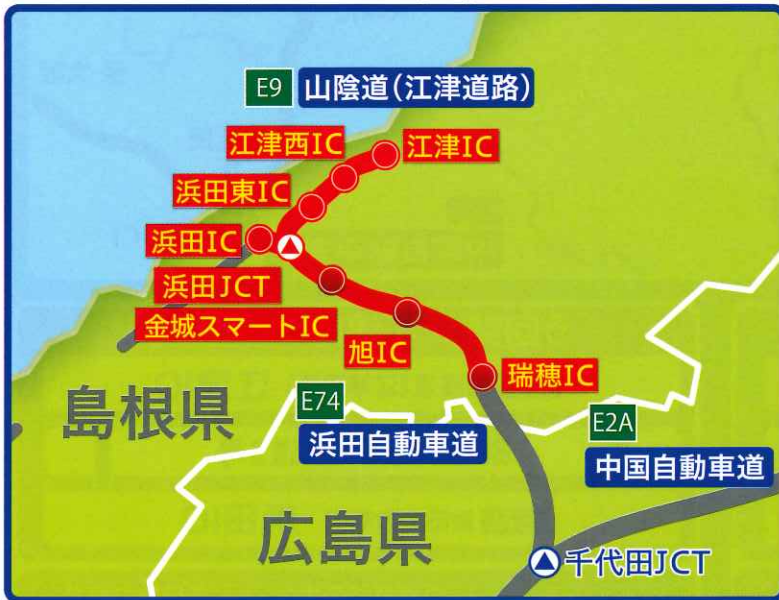 E9 山陰道(江津道路)
江津西IC
江津IC
浜田東IC
浜田IC
浜田JCT
金城スマートIC
旭IC
瑞穂IC
島根県
E74
浜田自動車道
E2A
中国自動車道
広島県
千代田JCT